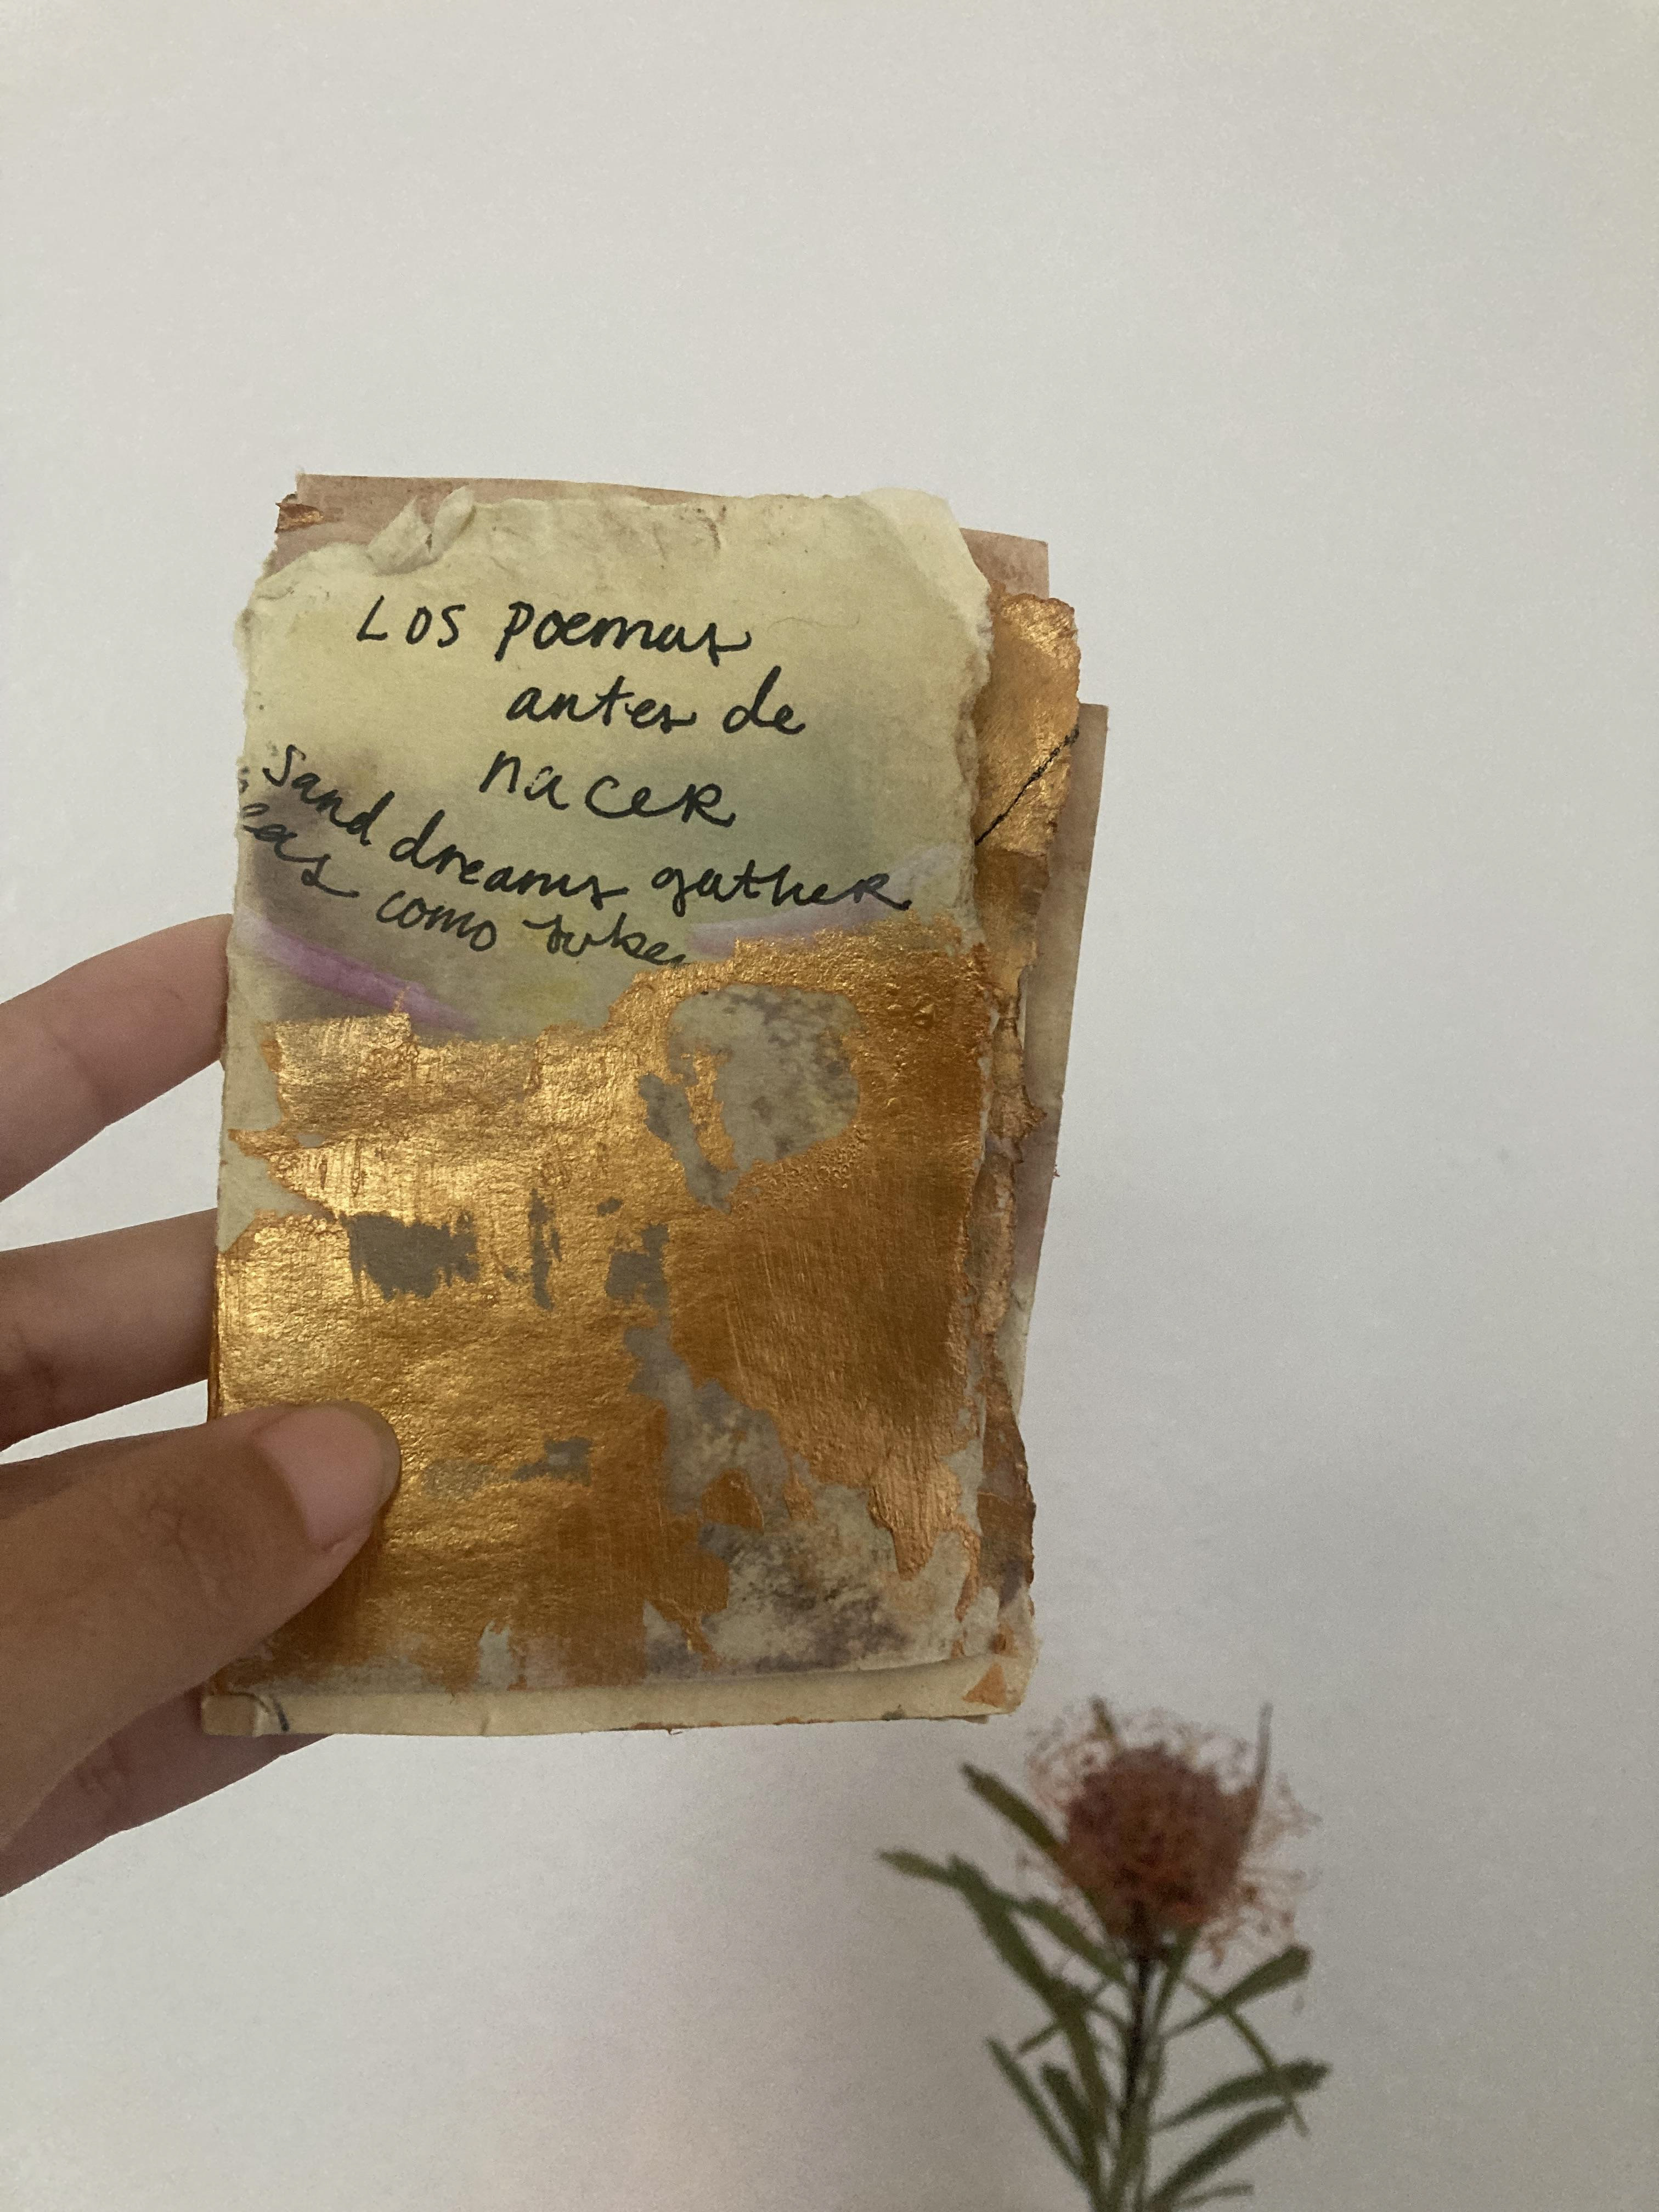 Los poemas
antes de
nacer
Sand dreams gather
como